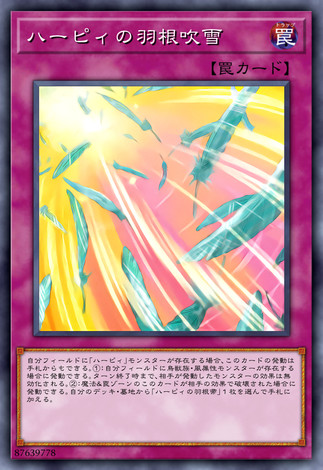 ハーピィの羽根吹雪
トラップ
罠
【罠カード】
自分フィールドに「ハーピィ」モンスターが存在する場合、このカードの発動は
手札からもできる。①：自分フィールドに鳥獣族・風属性モンスターが存在する
場合に発動できる。ターン終了時まで、相手が発動したモンスターの効果は無
効化される。②：魔法&罠ゾーンのこのカードが相手の効果で破壊された場合に
発動できる。自分のデッキ・墓地から「ハーピィの羽根帚」１枚を選んで手札に
加える。
87639778